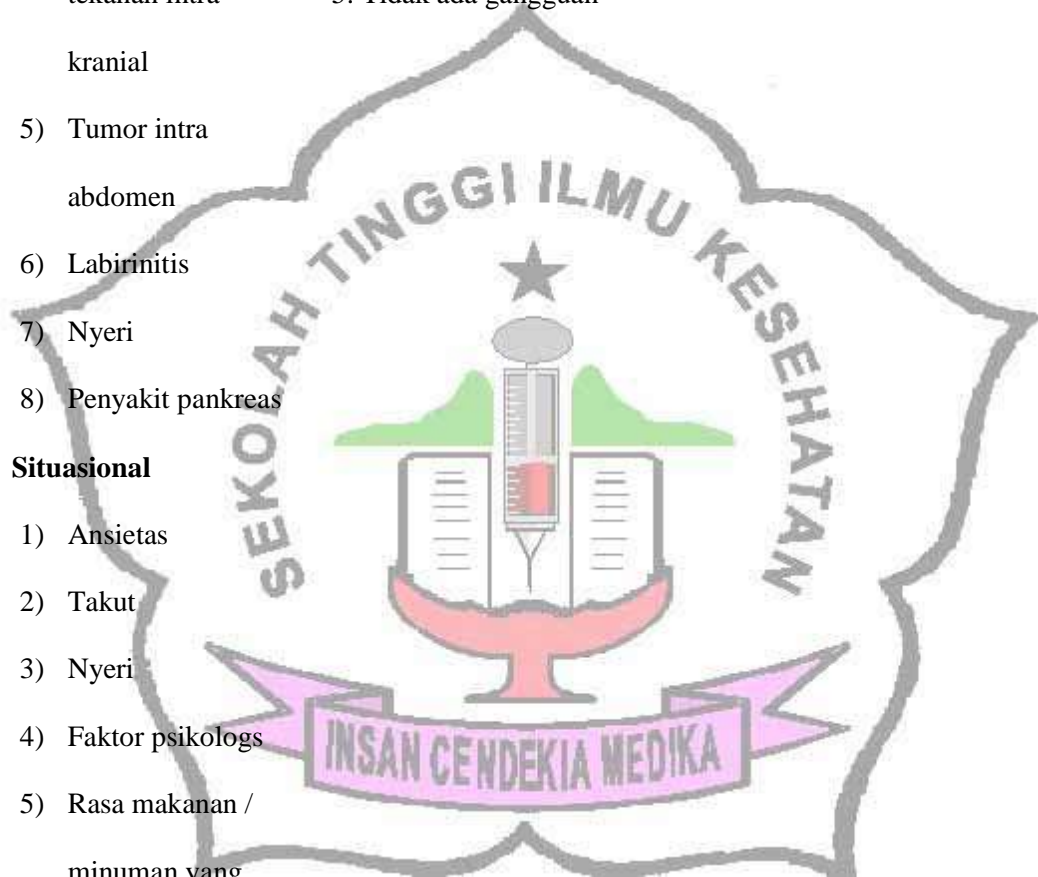 tekanan intra
5. Tidak ada gangguan
kranial
5) Tumor intra
abdomen
6) Labirinitis
7) Nyeri
8) Penyakit pankreas
Situasional
1) Ansietas
2) Takut
3) Nyeri
4) Faktor psikologs
5) Rasa makanan /
minuman yang
SEKOLAH TINGGI ILMU KESEHATAN
INSAN CENDEKIA MEDIKA